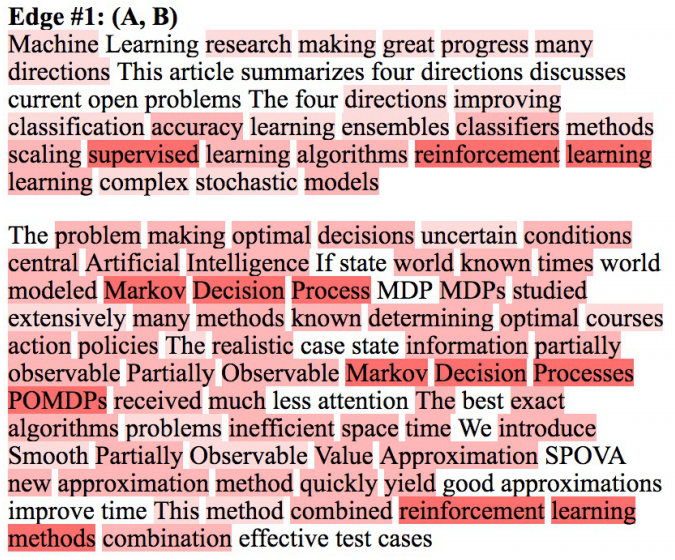 Edge #1: (A, B)
Machine Learning research making great progress many
directions This article summarizes four directions discusses
current open problems The four directions improving
classification accuracy learning ensembles classifiers methods
scaling supervised learning algorithms reinforcement learning
learning complex stochastic models
The problem making optimal decisions uncertain conditions
central Artificial Intelligence If state world known times world
modeled Markov Decision Process MDP MDPs studied
extensively many methods known determining optimal courses
action policies The realistic case state information partially
observable Partially Observable Markov Decision Processes
POMDPs received much less attention The best exact
algorithms problems inefficient space time We introduce
Smooth Partially Observable Value Approximation SPOVA
new approximation method quickly yield good approximations
improve time This method combined reinforcement learning
methods combination effective test cases